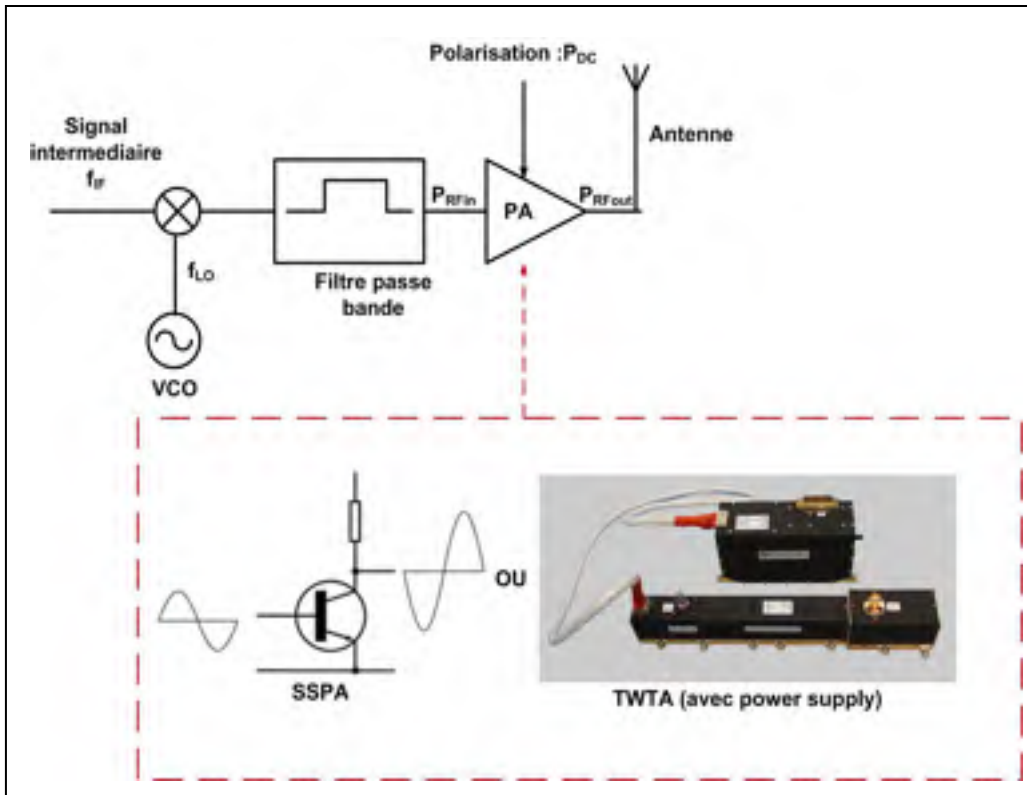 Polarisation :PDC
Signal
intermediaire
fIF
Antenne
PRFin
PA
PRFout
fLO
Filtre passe
bande
VCO
OU
SSPA
TWTA (avec power supply)